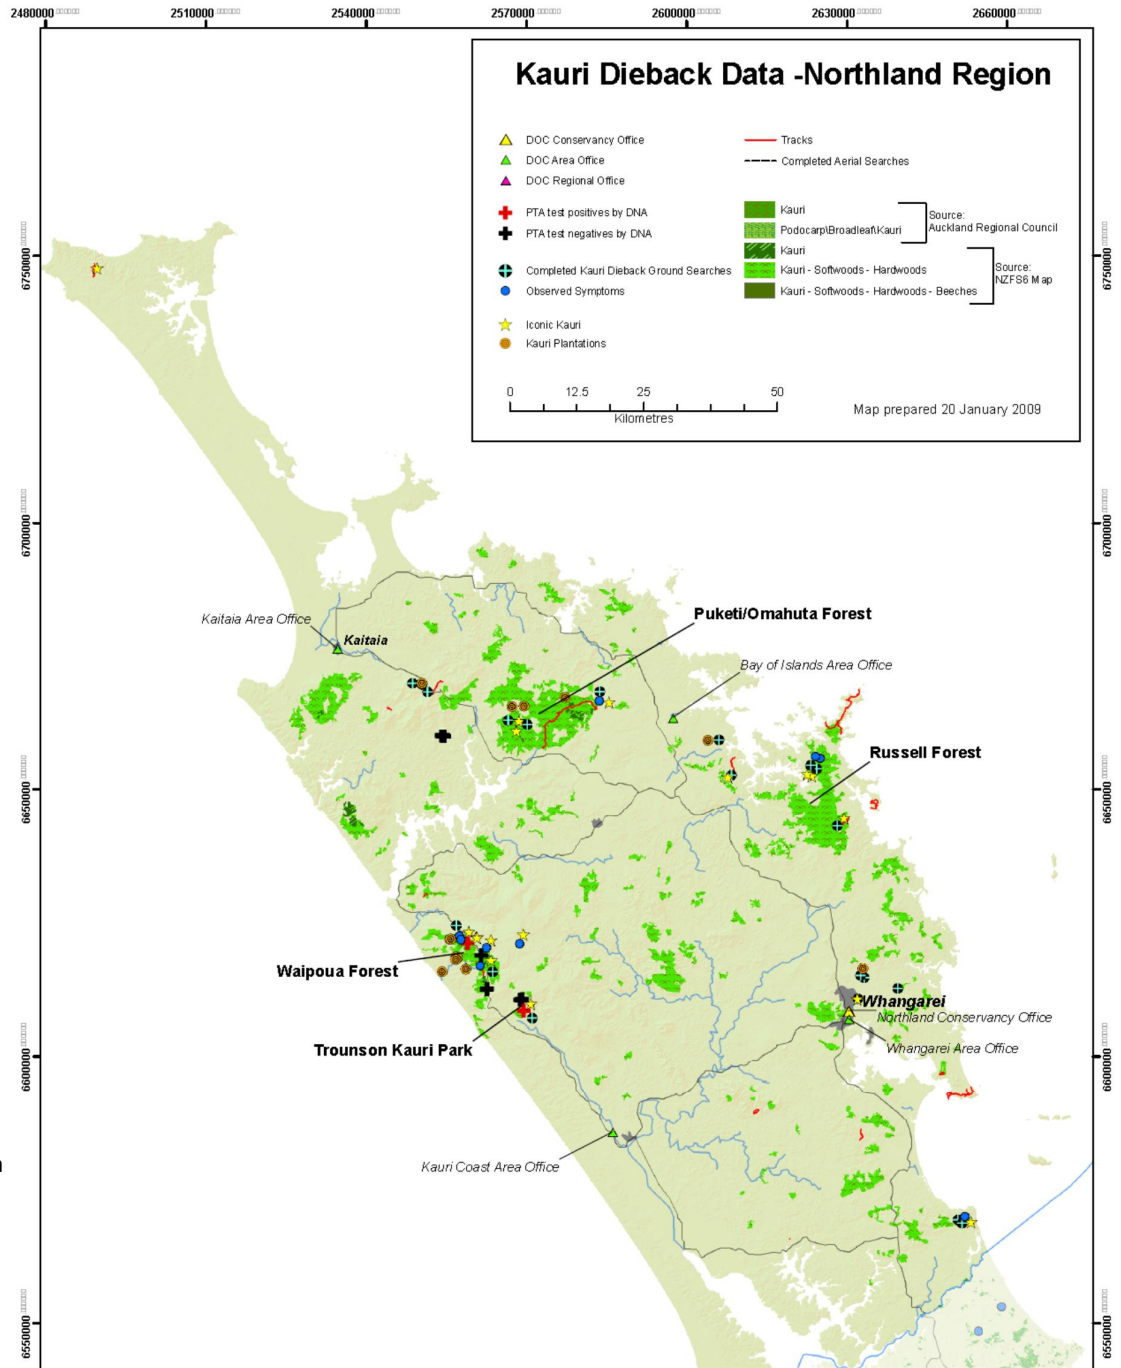 2480000 2510000 2540000 2570000 2600000 2630000 2660000
Kauri Dieback Data -Northland Region
DOC Conservancy Office
DOC Area Office
DOC Regional Office
PTA test positives by DNA
PTA test negatives by DNA
Completed Kauri Dieback Ground Searches
Observed Symptoms
Iconic Kauri
Kauri Plantations
Tracks
Completed Aerial Searches
Kauri
Podocarp\Broadleaf\Kauri
Source:
Auckland Regional Council
Kauri
Kauri - Softwoods - Hardwoods
Kauri - Softwoods - Hardwoods - Beeches
Source:
NZFS6 Map
0 12.5 25 50
Kilometres
Map prepared 20 January 2009
6750000 6750000
6700000 6700000
Kaitaia Area Office
Kaitaia
Puketi/Omahuta Forest
Bay of Islands Area Office
Russell Forest
6650000 6650000
Waipoua Forest
Whangarei
Northland Conservancy Office
Whangarei Area Office
Trounson Kauri Park
6600000 6600000
Kauri Coast Area Office
6550000 6550000